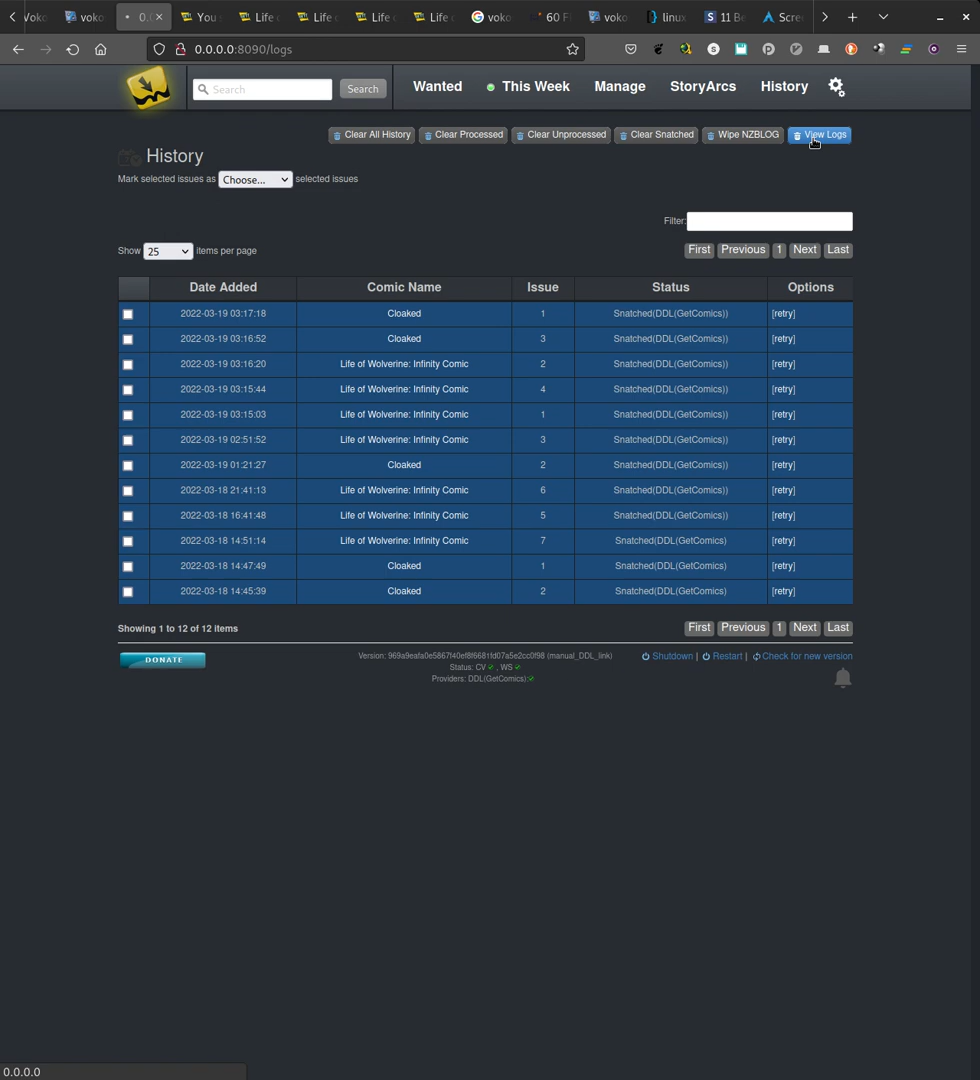 Voko voko 0.( You Life Life Life Life voko 60 F voko linux 11 Be Scre
0.0.0.0:8090/logs
Search Search Wanted This Week Manage StoryArcs History
Clear All History Clear Processed Clear Unprocessed Clear Snatched Wipe NZBLOG View Logs
History
Mark selected issues as Choose... selected issues
Filter:
Show 25 items per page First Previous 1 Next Last
Date Added Comic Name Issue Status Options
2022-03-19 03:17:18 Cloaked 1 Snatched(DDL(GetComics)) [retry]
2022-03-19 03:16:52 Cloaked 3 Snatched(DDL(GetComics)) [retry]
2022-03-19 03:16:20 Life of Wolverine: Infinity Comic 2 Snatched(DDL(GetComics)) [retry]
2022-03-19 03:15:44 Life of Wolverine: Infinity Comic 4 Snatched(DDL(GetComics)) [retry]
2022-03-19 03:15:03 Life of Wolverine: Infinity Comic 1 Snatched(DDL(GetComics)) [retry]
2022-03-19 02:51:52 Life of Wolverine: Infinity Comic 3 Snatched(DDL(GetComics)) [retry]
2022-03-19 01:21:27 Cloaked 2 Snatched(DDL(GetComics)) [retry]
2022-03-18 21:41:13 Life of Wolverine: Infinity Comic 6 Snatched(DDL(GetComics)) [retry]
2022-03-18 16:41:48 Life of Wolverine: Infinity Comic 5 Snatched(DDL(GetComics)) [retry]
2022-03-18 14:51:14 Life of Wolverine: Infinity Comic 7 Snatched(DDL(GetComics) [retry]
2022-03-18 14:47:49 Cloaked 1 Snatched(DDL(GetComics) [retry]
2022-03-18 14:45:39 Cloaked 2 Snatched(DDL(GetComics) [retry]
Showing 1 to 12 of 12 items First Previous 1 Next Last
DONATE Version: (manual_DDL_link) Shutdown | Restart | Check for new version
Status: CV , WS
Providers: DDL(GetComics):
0.0.0.0